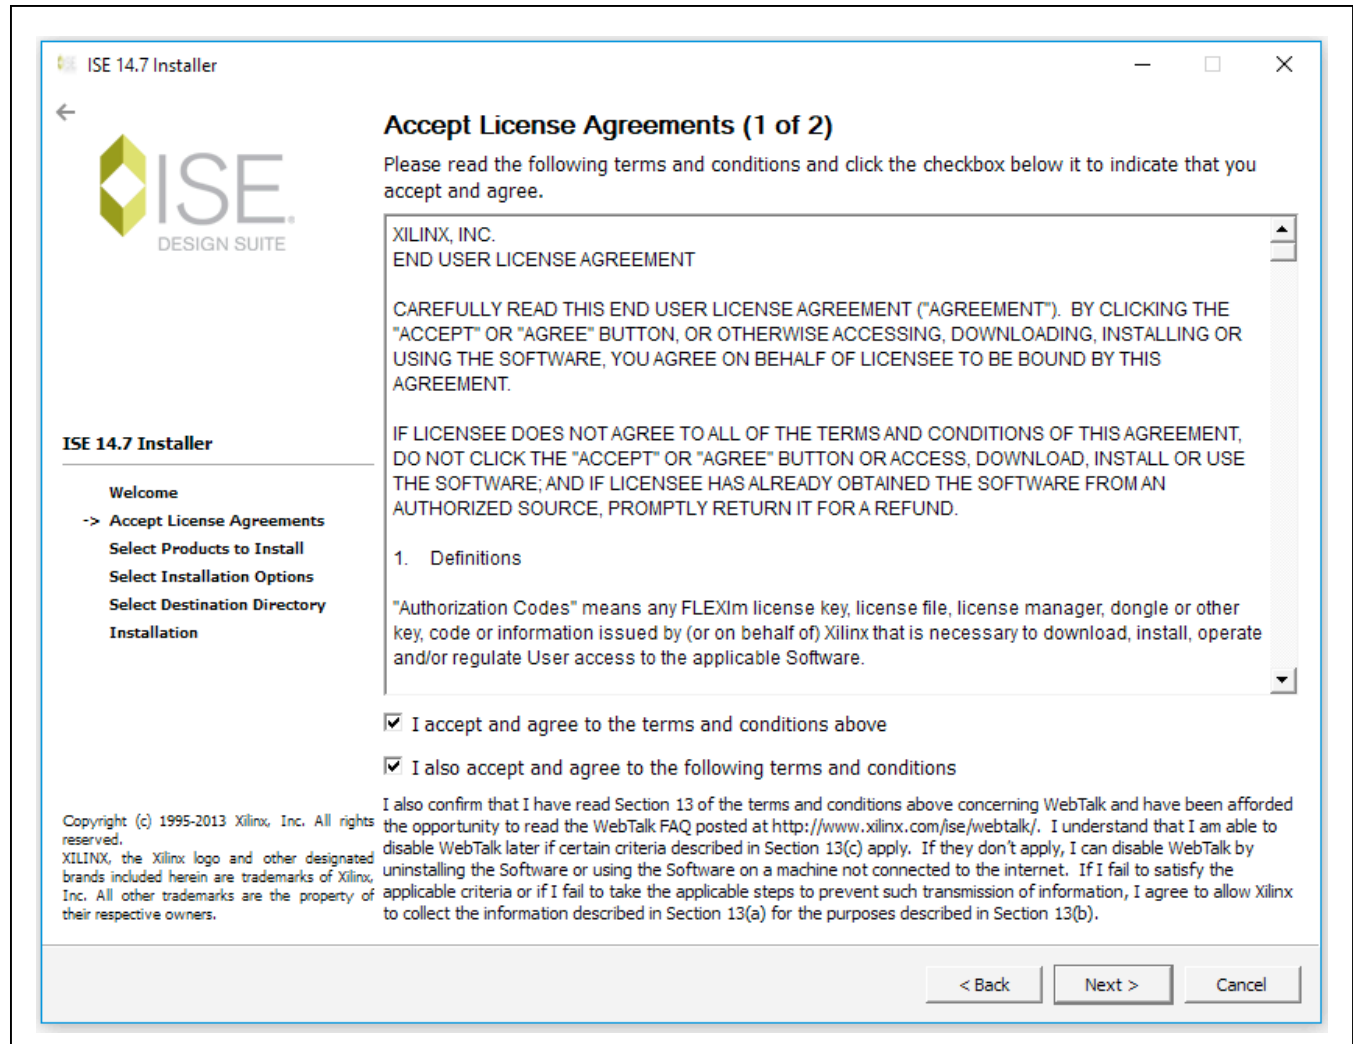 ISE 14.7 Installer
ISE
DESIGN SUITE
ISE 14.7 Installer
Welcome
-> Accept License Agreements
Select Products to Install
Select Installation Options
Select Destination Directory
Installation
Copyright (c) 1995-2013 Xilinx, Inc. All rights
reserved.
XILINX, the Xilinx logo and other designated
brands included herein are trademarks of Xilinx,
Inc. All other trademarks are the property of
their respective owners.
Accept License Agreements (1 of 2)
Please read the following terms and conditions and click the checkbox below it to indicate that you
accept and agree.
XILINX, INC.
END USER LICENSE AGREEMENT
CAREFULLY READ THIS END USER LICENSE AGREEMENT ("AGREEMENT"). BY CLICKING THE
"ACCEPT" OR "AGREE" BUTTON, OR OTHERWISE ACCESSING, DOWNLOADING, INSTALLING OR
USING THE SOFTWARE, YOU AGREE ON BEHALF OF LICENSEE TO BE BOUND BY THIS
AGREEMENT.
IF LICENSEE DOES NOT AGREE TO ALL OF THE TERMS AND CONDITIONS OF THIS AGREEMENT,
DO NOT CLICK THE "ACCEPT" OR "AGREE" BUTTON OR ACCESS, DOWNLOAD, INSTALL OR USE
THE SOFTWARE; AND IF LICENSEE HAS ALREADY OBTAINED THE SOFTWARE FROM AN
AUTHORIZED SOURCE, PROMPTLY RETURN IT FOR A REFUND.
1. Definitions
"Authorization Codes" means any FLEXlm license key, license file, license manager, dongle or other
key, code or information issued by (or on behalf of) Xilinx that is necessary to download, install, operate
and/or regulate User access to the applicable Software.
I accept and agree to the terms and conditions above
I also accept and agree to the following terms and conditions
I also confirm that I have read Section 13 of the terms and conditions above concerning WebTalk and have been afforded
the opportunity to read the WebTalk FAQ posted at http://www.xilinx.com/ise/webtalk/. I understand that I am able to
disable WebTalk later if certain criteria described in Section 13(c) apply. If they don't apply, I can disable WebTalk by
uninstalling the Software or using the Software on a machine not connected to the internet. If I fail to satisfy the
applicable criteria or if I fail to take the applicable steps to prevent such transmission of information, I agree to allow Xilinx
to collect the information described in Section 13(a) for the purposes described in Section 13(b).
< Back
Next >
Cancel